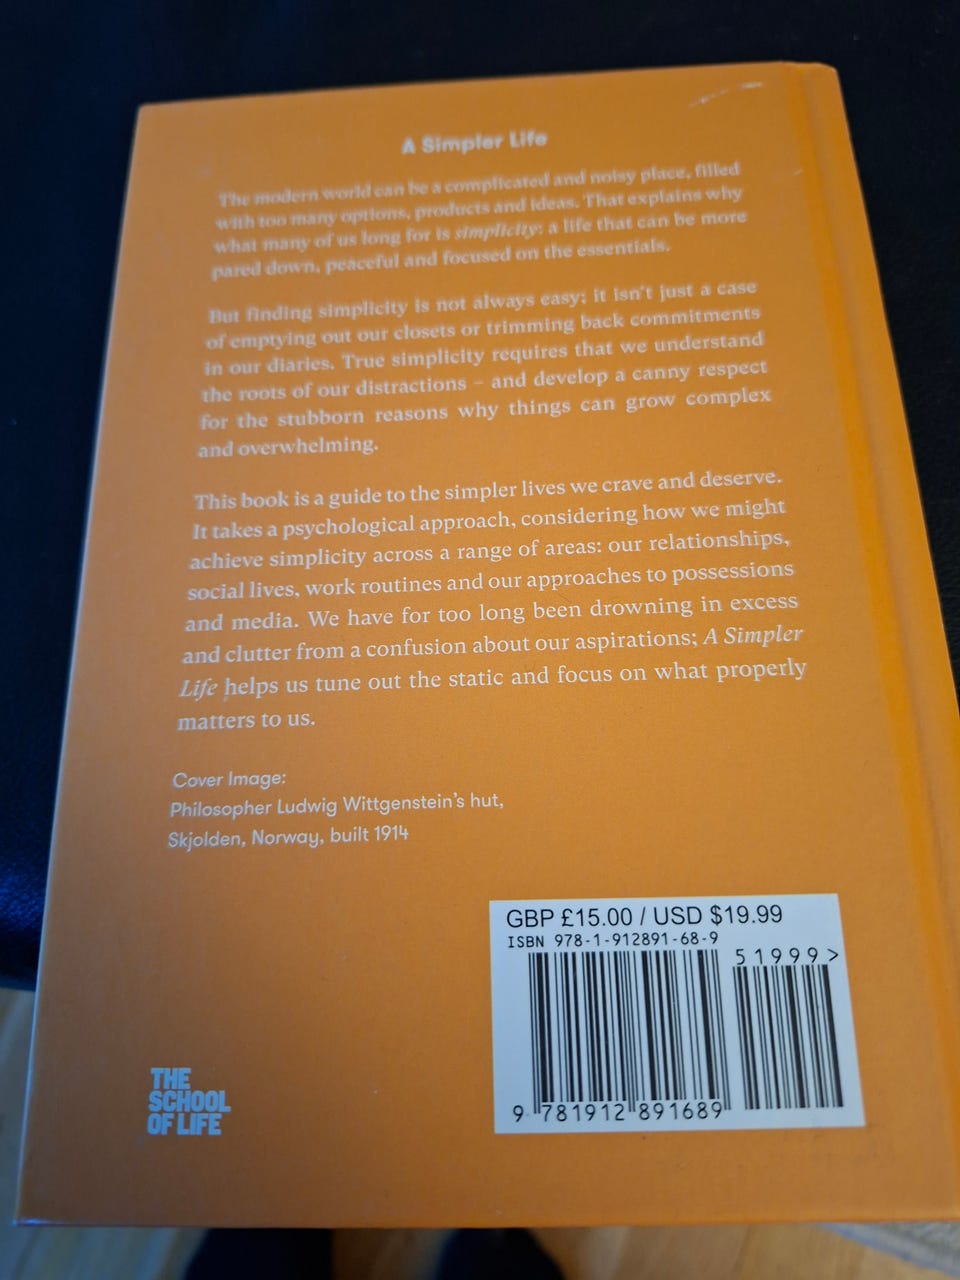 A Simpler Life
The modern world can be a complicated and noisy place, filled
with too many options, products and ideas. That explains why
what many of us long for is simplicity: a life that can be more
pared down, peaceful and focused on the essentials.
But finding simplicity is not always easy; it isn't just a case
of emptying out our closets or trimming back commitments
in our diaries. True simplicity requires that we understand
the roots of our distractions – and develop a canny respect
for the stubborn reasons why things can grow complex
and overwhelming.
This book is a guide to the simpler lives we crave and deserve.
It takes a psychological approach, considering how we might
achieve simplicity across a range of areas: our relationships,
social lives, work routines and our approaches to possessions
and media. We have for too long been drowning in excess
and clutter from a confusion about our aspirations; A Simpler
Life helps us tune out the static and focus on what properly
matters to us.
Cover Image:
Philosopher Ludwig Wittgenstein's hut,
Skjolden, Norway, built 1914
GBP £15.00 / USD $19.99
ISBN 978-1-912891-68-9
51999>
9 781912 891689
THE
SCHOOL
OF LIFE